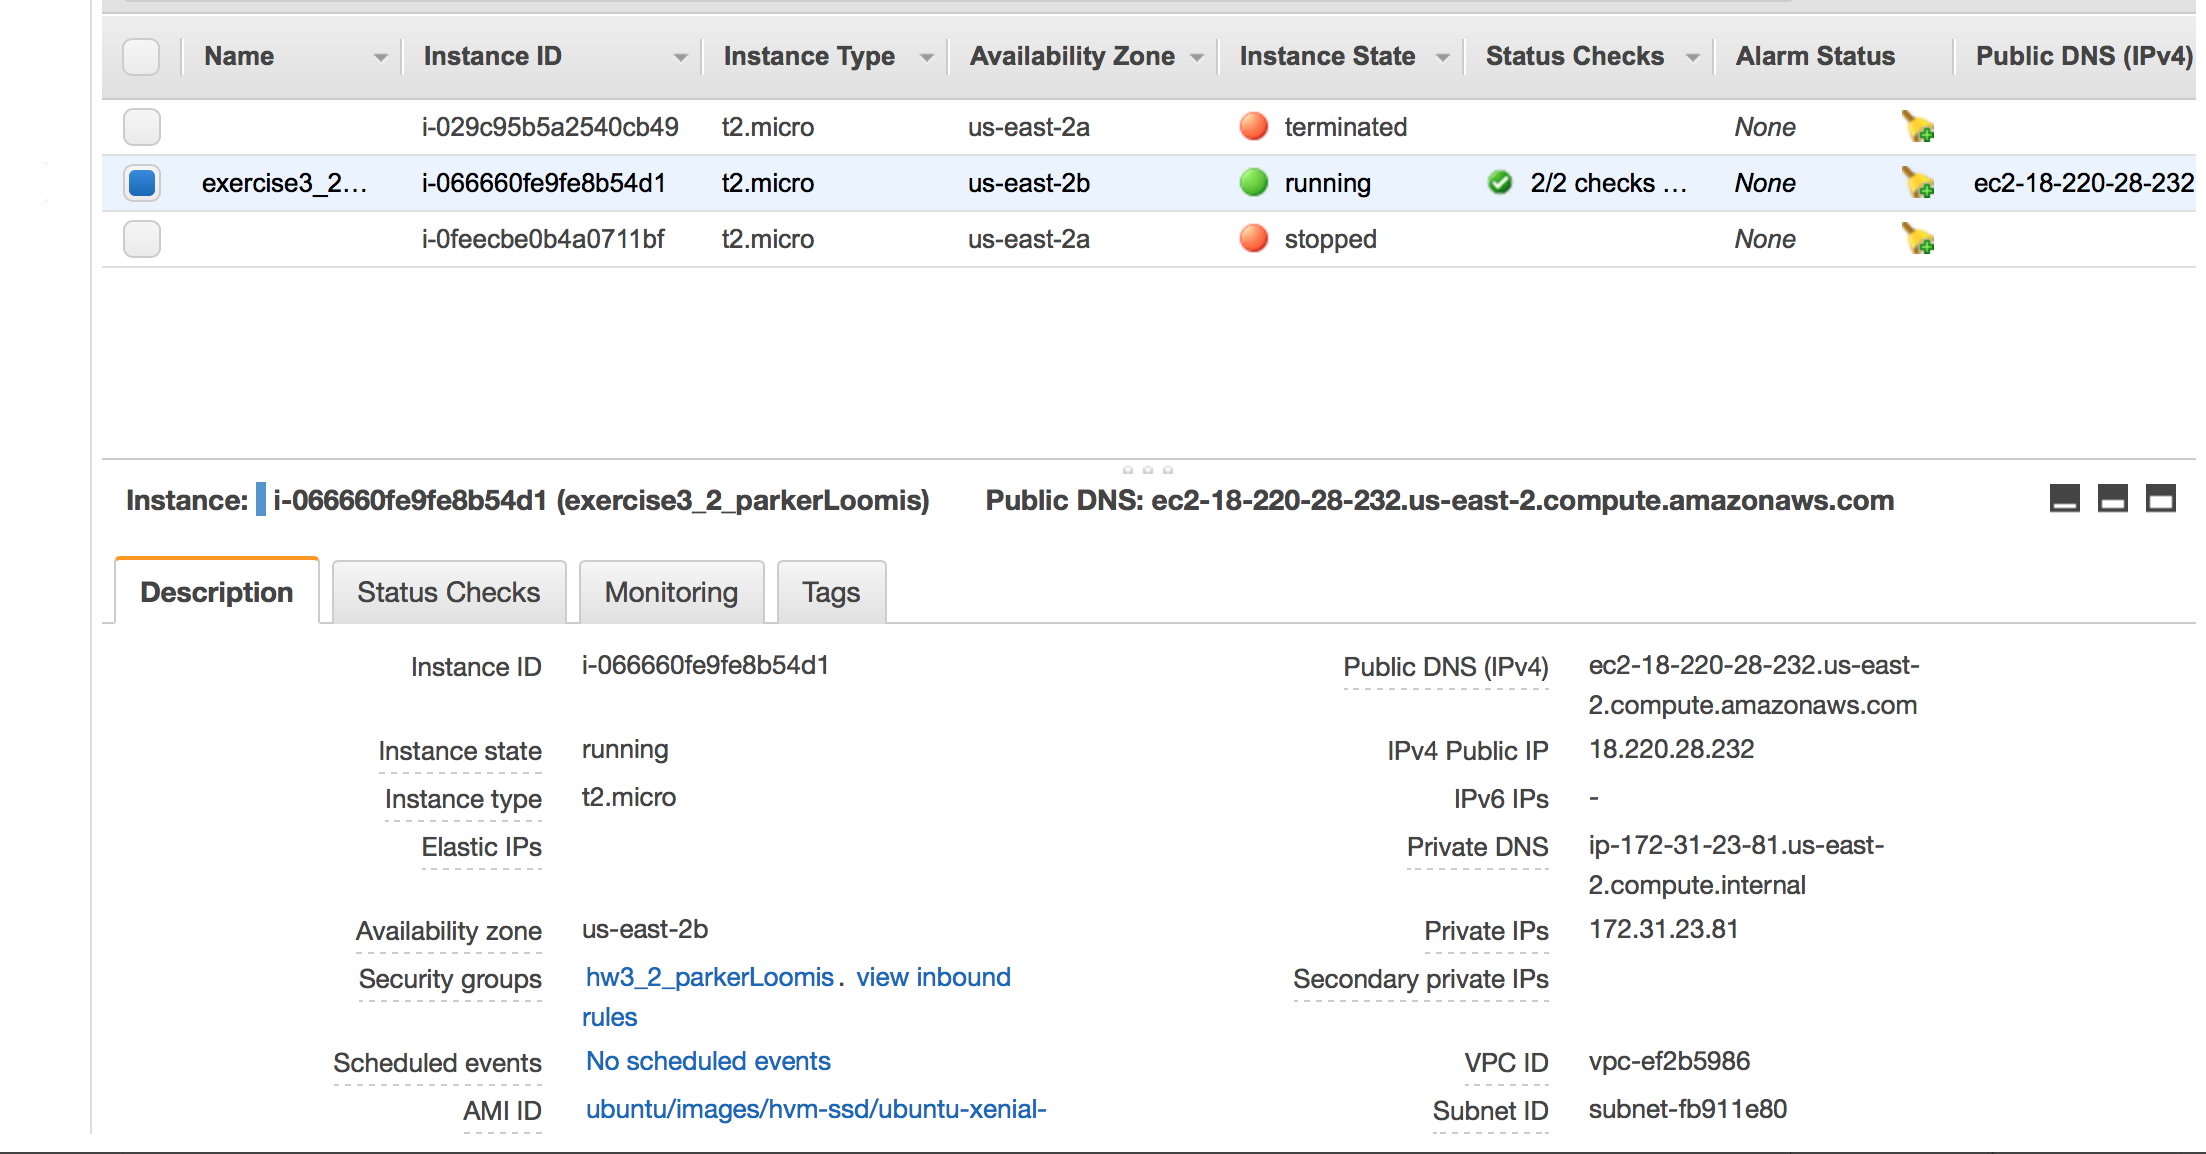 Name Instance ID Instance Type Availability Zone Instance State Status Checks Alarm Status Public DNS (IPv4)
i-029c95b5a2540cb49 t2.micro us-east-2a terminated None
exercise3_2... i-066660fe9fe8b54d1 t2.micro us-east-2b running 2/2 checks ... None ec2-18-220-28-232
i-0feecbe0b4a0711bf t2.micro us-east-2a stopped None
Instance: i-066660fe9fe8b54d1 (exercise3_2_parkerLoomis) Public DNS: ec2-18-220-28-232.us-east-2.compute.amazonaws.com
Description Status Checks Monitoring Tags
Instance ID i-066660fe9fe8b54d1 Public DNS (IPv4) ec2-18-220-28-232.us-east-
2.compute.amazonaws.com
Instance state running IPv4 Public IP 18.220.28.232
Instance type t2.micro IPv6 IPs -
Elastic IPs Private DNS ip-172-31-23-81.us-east-
2.compute.internal
Availability zone us-east-2b Private IPs 172.31.23.81
Security groups hw3_2_parkerLoomis. view inbound Secondary private IPs
rules
Scheduled events No scheduled events VPC ID vpc-ef2b5986
AMI ID ubuntu/images/hvm-ssd/ubuntu-xenial- Subnet ID subnet-fb911e80